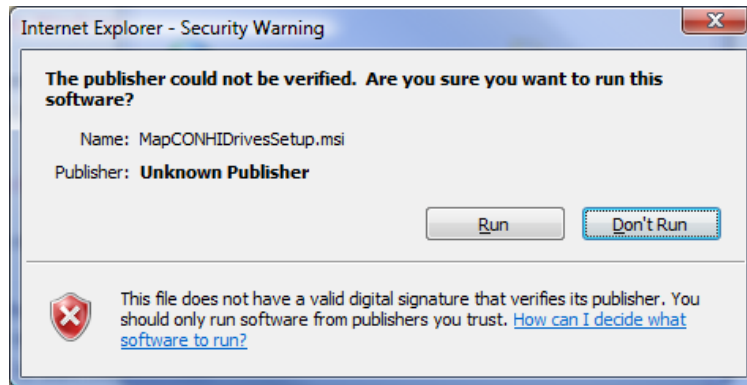 Internet Explorer - Security Warning
The publisher could not be verified.  Are you sure you want to run this
software?
Name: MapCONHIDrivesSetup.msi
Publisher: Unknown Publisher
Run Don't Run
This file does not have a valid digital signature that verifies its publisher. You
should only run software from publishers you trust. How can I decide what
software to run?